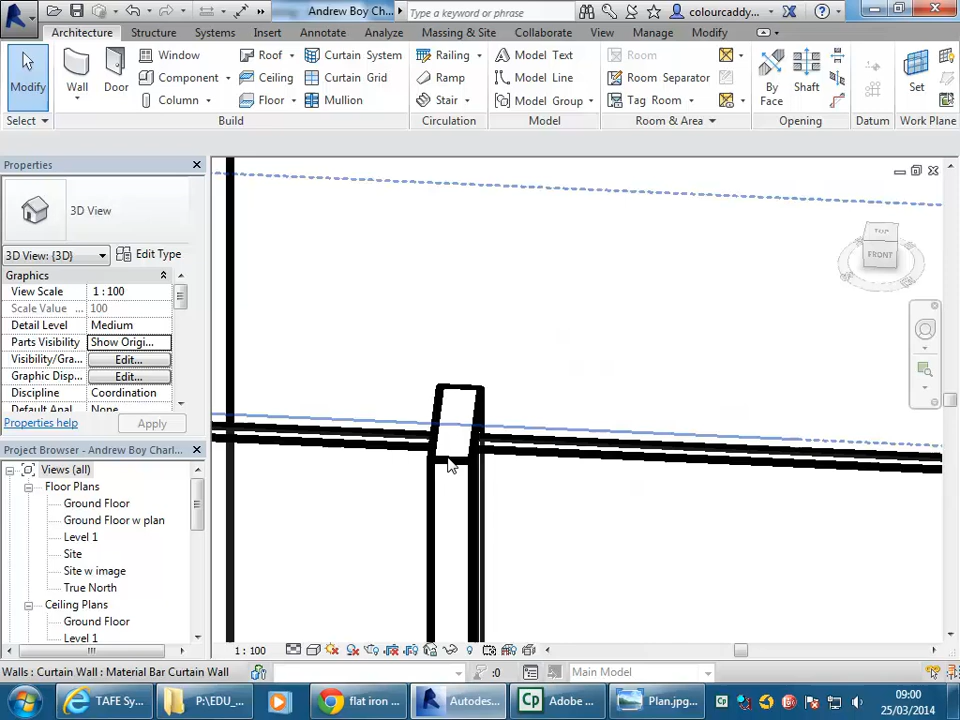 Andrew Boy Ch...
Type a keyword or phrase
colourcaddy...
Architecture Structure Systems Insert Annotate Analyze Massing & Site Collaborate View Manage Modify
Modify
Wall
Door
Window
Component
Column
Roof
Ceiling
Floor
Curtain System
Curtain Grid
Mullion
Railing
Ramp
Stair
Model Text
Model Line
Model Group
Room
Room Separator
Tag Room
By Face
Shaft
Set
Select Build Circulation Model Room & Area Opening Datum Work Plane
Properties
3D View
3D View: {3D} Edit Type
Graphics
View Scale 1 : 100
Scale Value ... 100
Detail Level Medium
Parts Visibility Show Origi...
Visibility/Gra... Edit...
Graphic Disp... Edit...
Discipline Coordination
Default Anal... None
Properties help Apply
Project Browser - Andrew Boy Charl...
Views (all)
Floor Plans
Ground Floor
Ground Floor w plan
Level 1
Site
Site w image
True North
Ceiling Plans
Ground Floor
Level 1
TOP
FRONT
1 : 100
Walls : Curtain Wall : Material Bar Curtain Wall
:0
Main Model
TAFE Sy...
P:\EDU_...
flat iron ...
Autodes...
Adobe ...
Plan.jpg...
09:00
25/03/2014